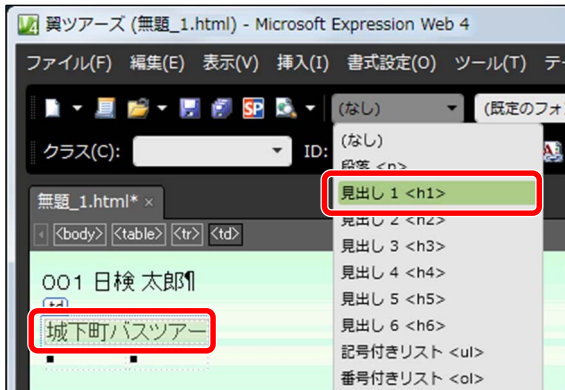 翼ツアーズ (無題_1.html) - Microsoft Expression Web 4
ファイル(F) 編集(E) 表示(V) 挿入(I) 書式設定(O) ツール(T) テ
SP (なし) (既定のフォ
クラス(C): ID:
(なし)
段落 <p>
見出し 1 <h1>
見出し 2 <h2>
見出し 3 <h3>
見出し 4 <h4>
見出し 5 <h5>
見出し 6 <h6>
記号付きリスト <ul>
番号付きリスト <ol>
無題_1.html* ×
<body> <table> <tr> <td>
001 日検 太郎¶
td
城下町バスツアー